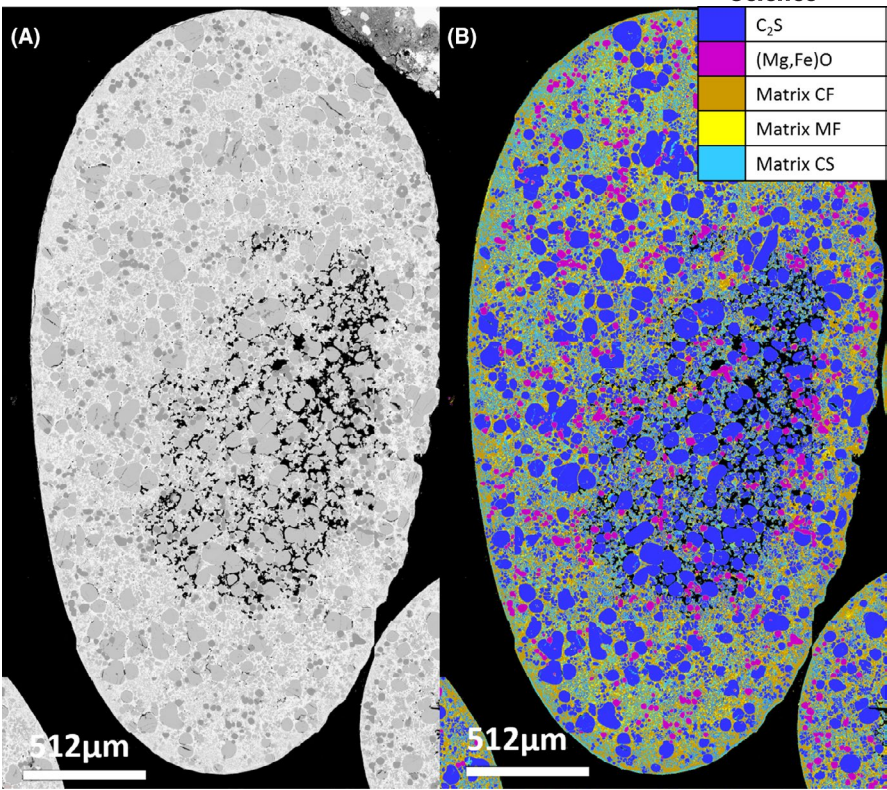 (A)
(B)
C₂S
(Mg,Fe)O
Matrix CF
Matrix MF
Matrix CS
512µm
512µm